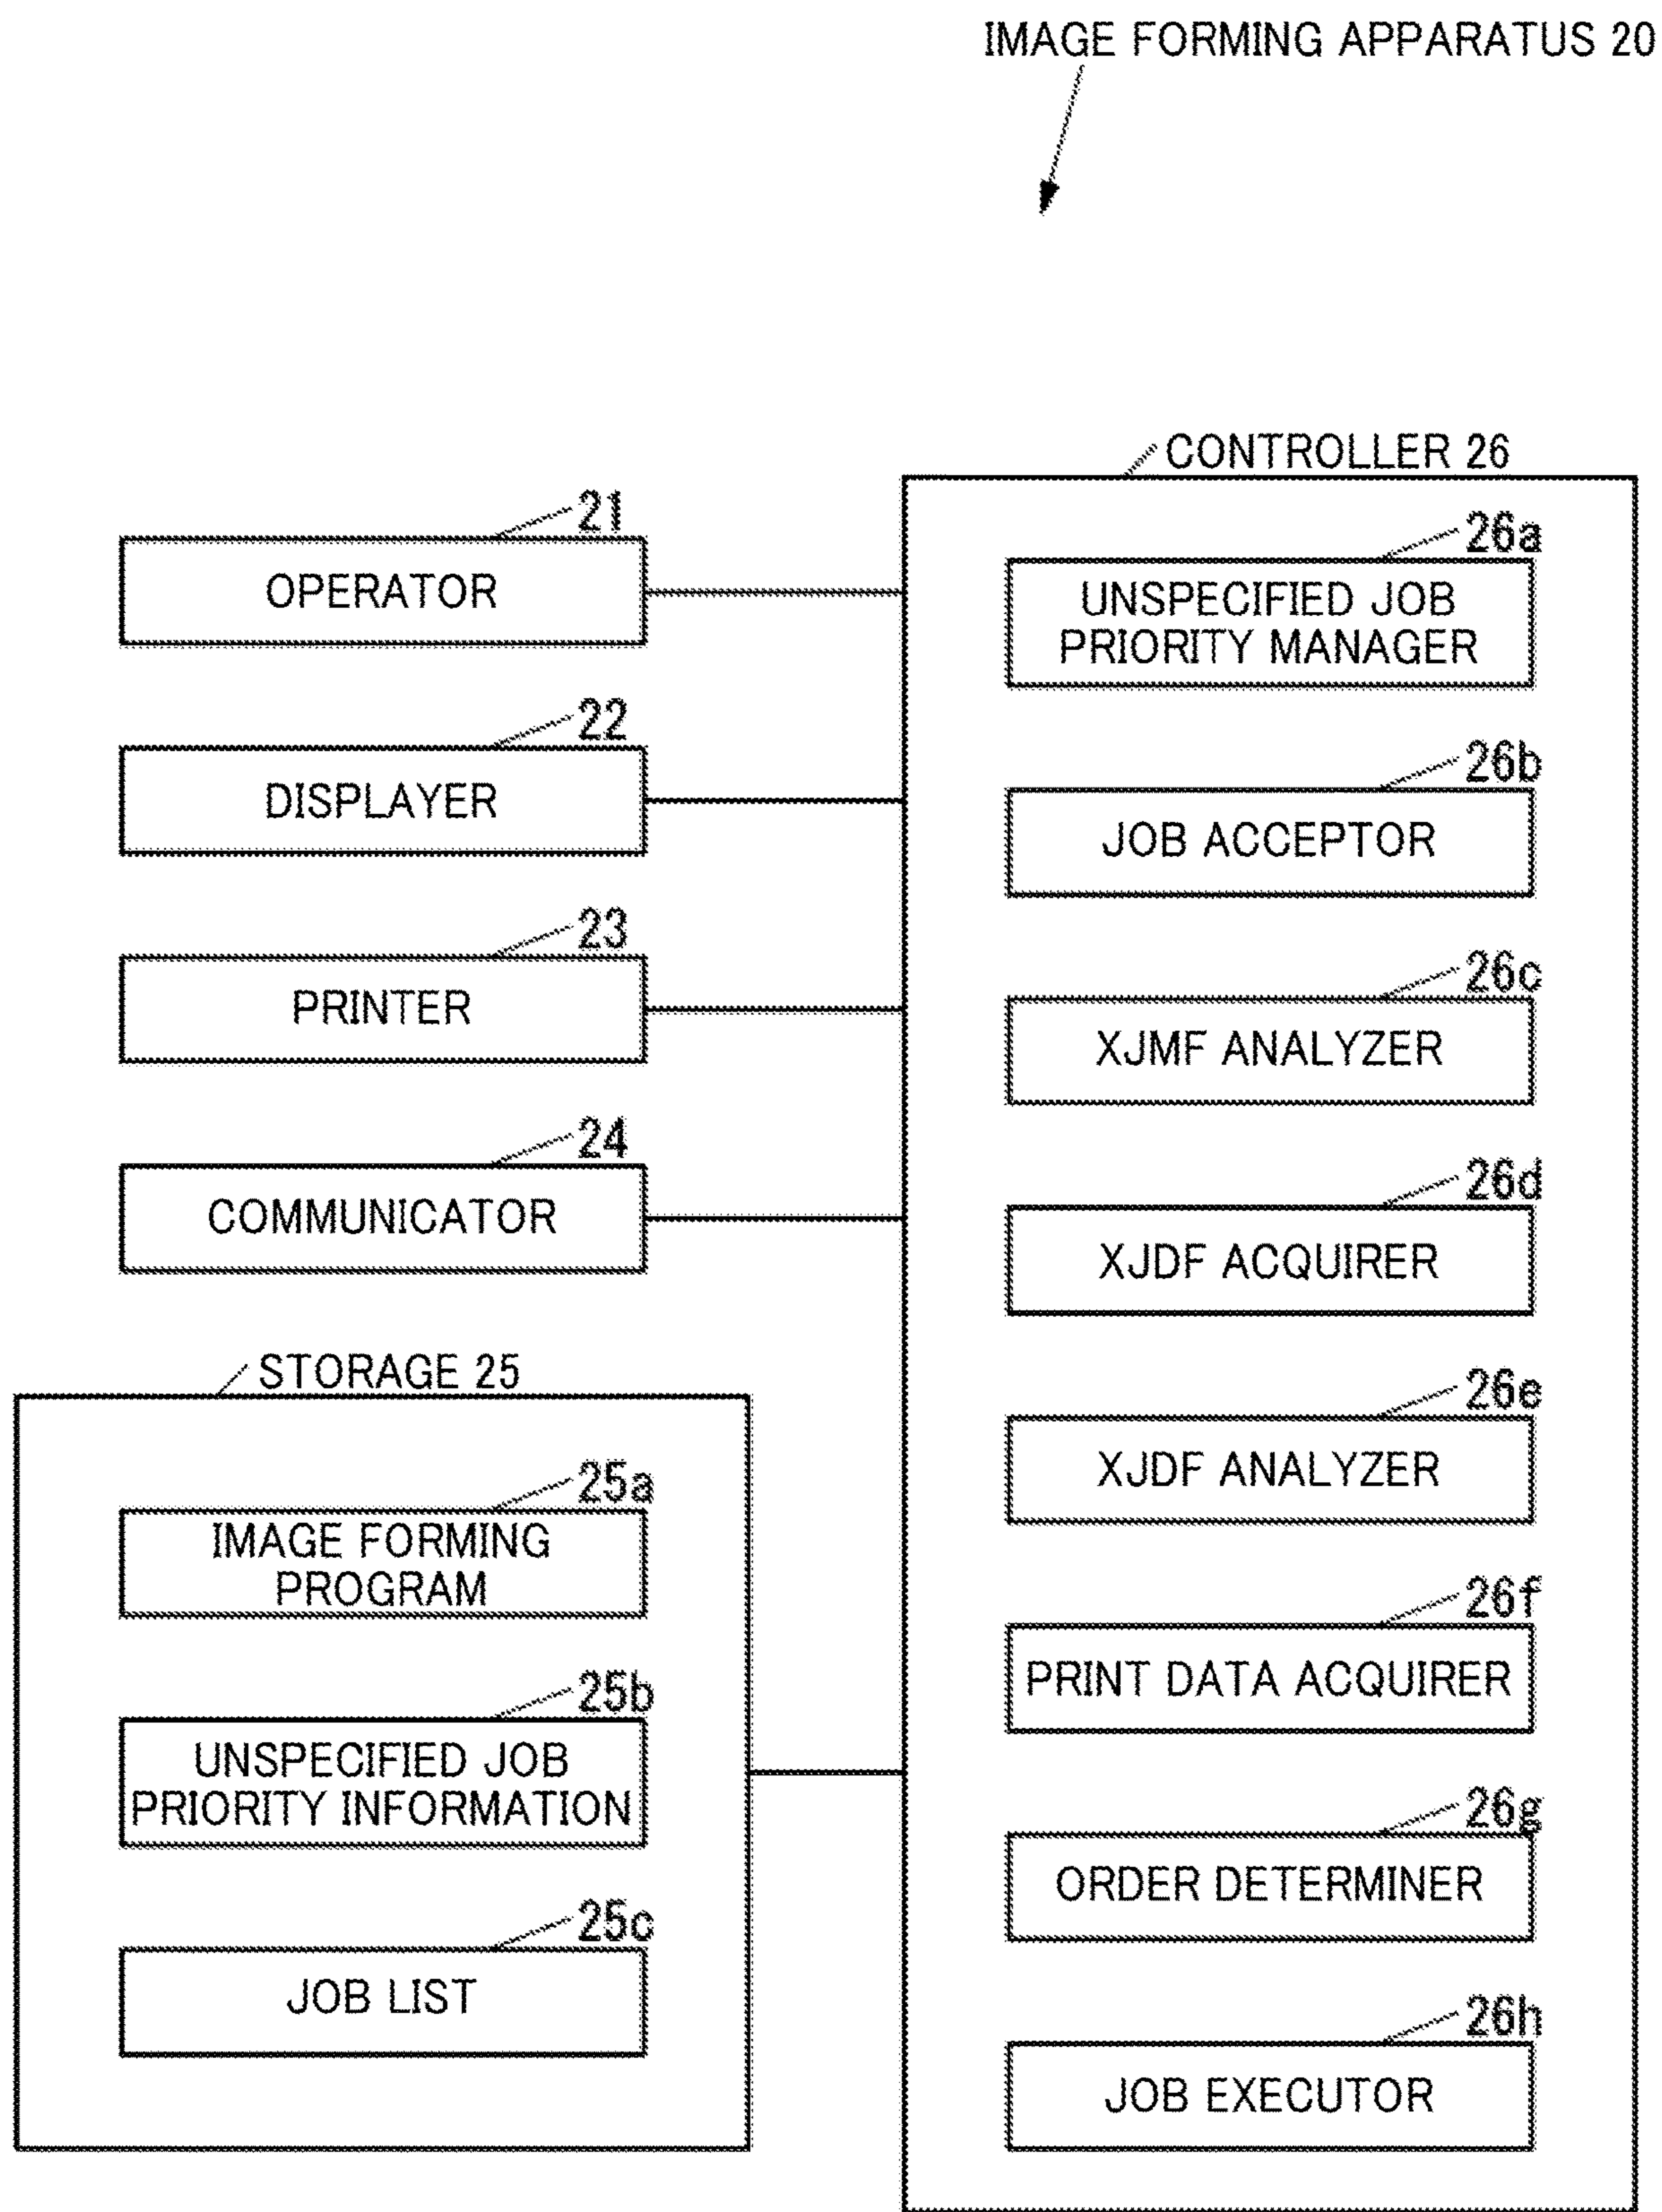 IMAGE FORMING APPARATUS 20
CONTROLLER 26
21
OPERATOR
22
DISPLAYER
23
PRINTER
24
COMMUNICATOR
STORAGE 25
25a
IMAGE FORMING
PROGRAM
25b
UNSPECIFIED JOB
PRIORITY INFORMATION
25c
JOB LIST
26a
UNSPECIFIED JOB
PRIORITY MANAGER
26b
JOB ACCEPTOR
26c
XJMF ANALYZER
26d
XJDF ACQUIRER
26e
XJDF ANALYZER
26f
PRINT DATA ACQUIRER
26g
ORDER DETERMINER
26h
JOB EXECUTOR